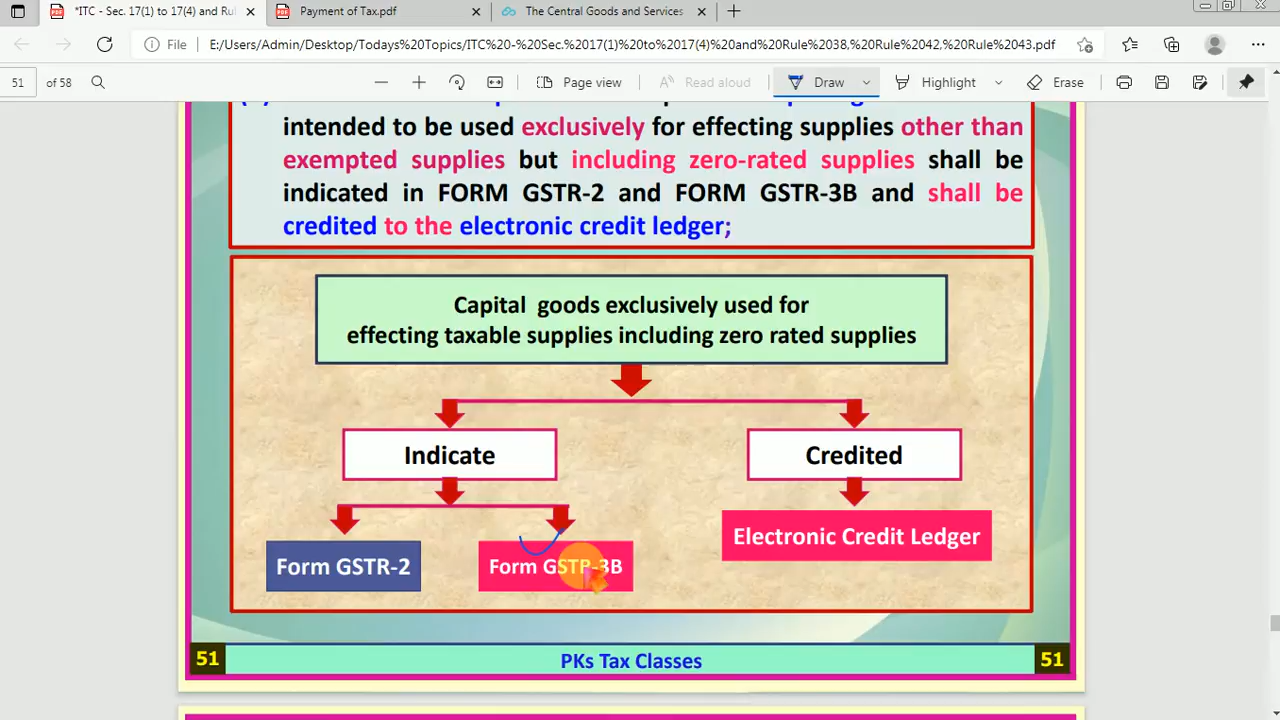 *ITC - Sec. 17(1) to 17(4) and Ru
Payment of Tax.pdf
The Central Goods and Services
File
E:/Users/Admin/Desktop/Todays%20Topics/ITC%20-%20Sec.%2017(1)%20to%2017(4)%20and%20Rule%2038,%20Rule%2042,%20Rule%2043.pdf
51 of 58
Page view
Read aloud
Draw
Highlight
Erase
intended to be used exclusively for effecting supplies other than
exempted supplies but including zero-rated supplies shall be
indicated in FORM GSTR-2 and FORM GSTR-3B and shall be
credited to the electronic credit ledger;
Capital goods exclusively used for
effecting taxable supplies including zero rated supplies
Indicate
Credited
Electronic Credit Ledger
Form GSTR-2
Form GSTR-3B
51
PKs Tax Classes
51